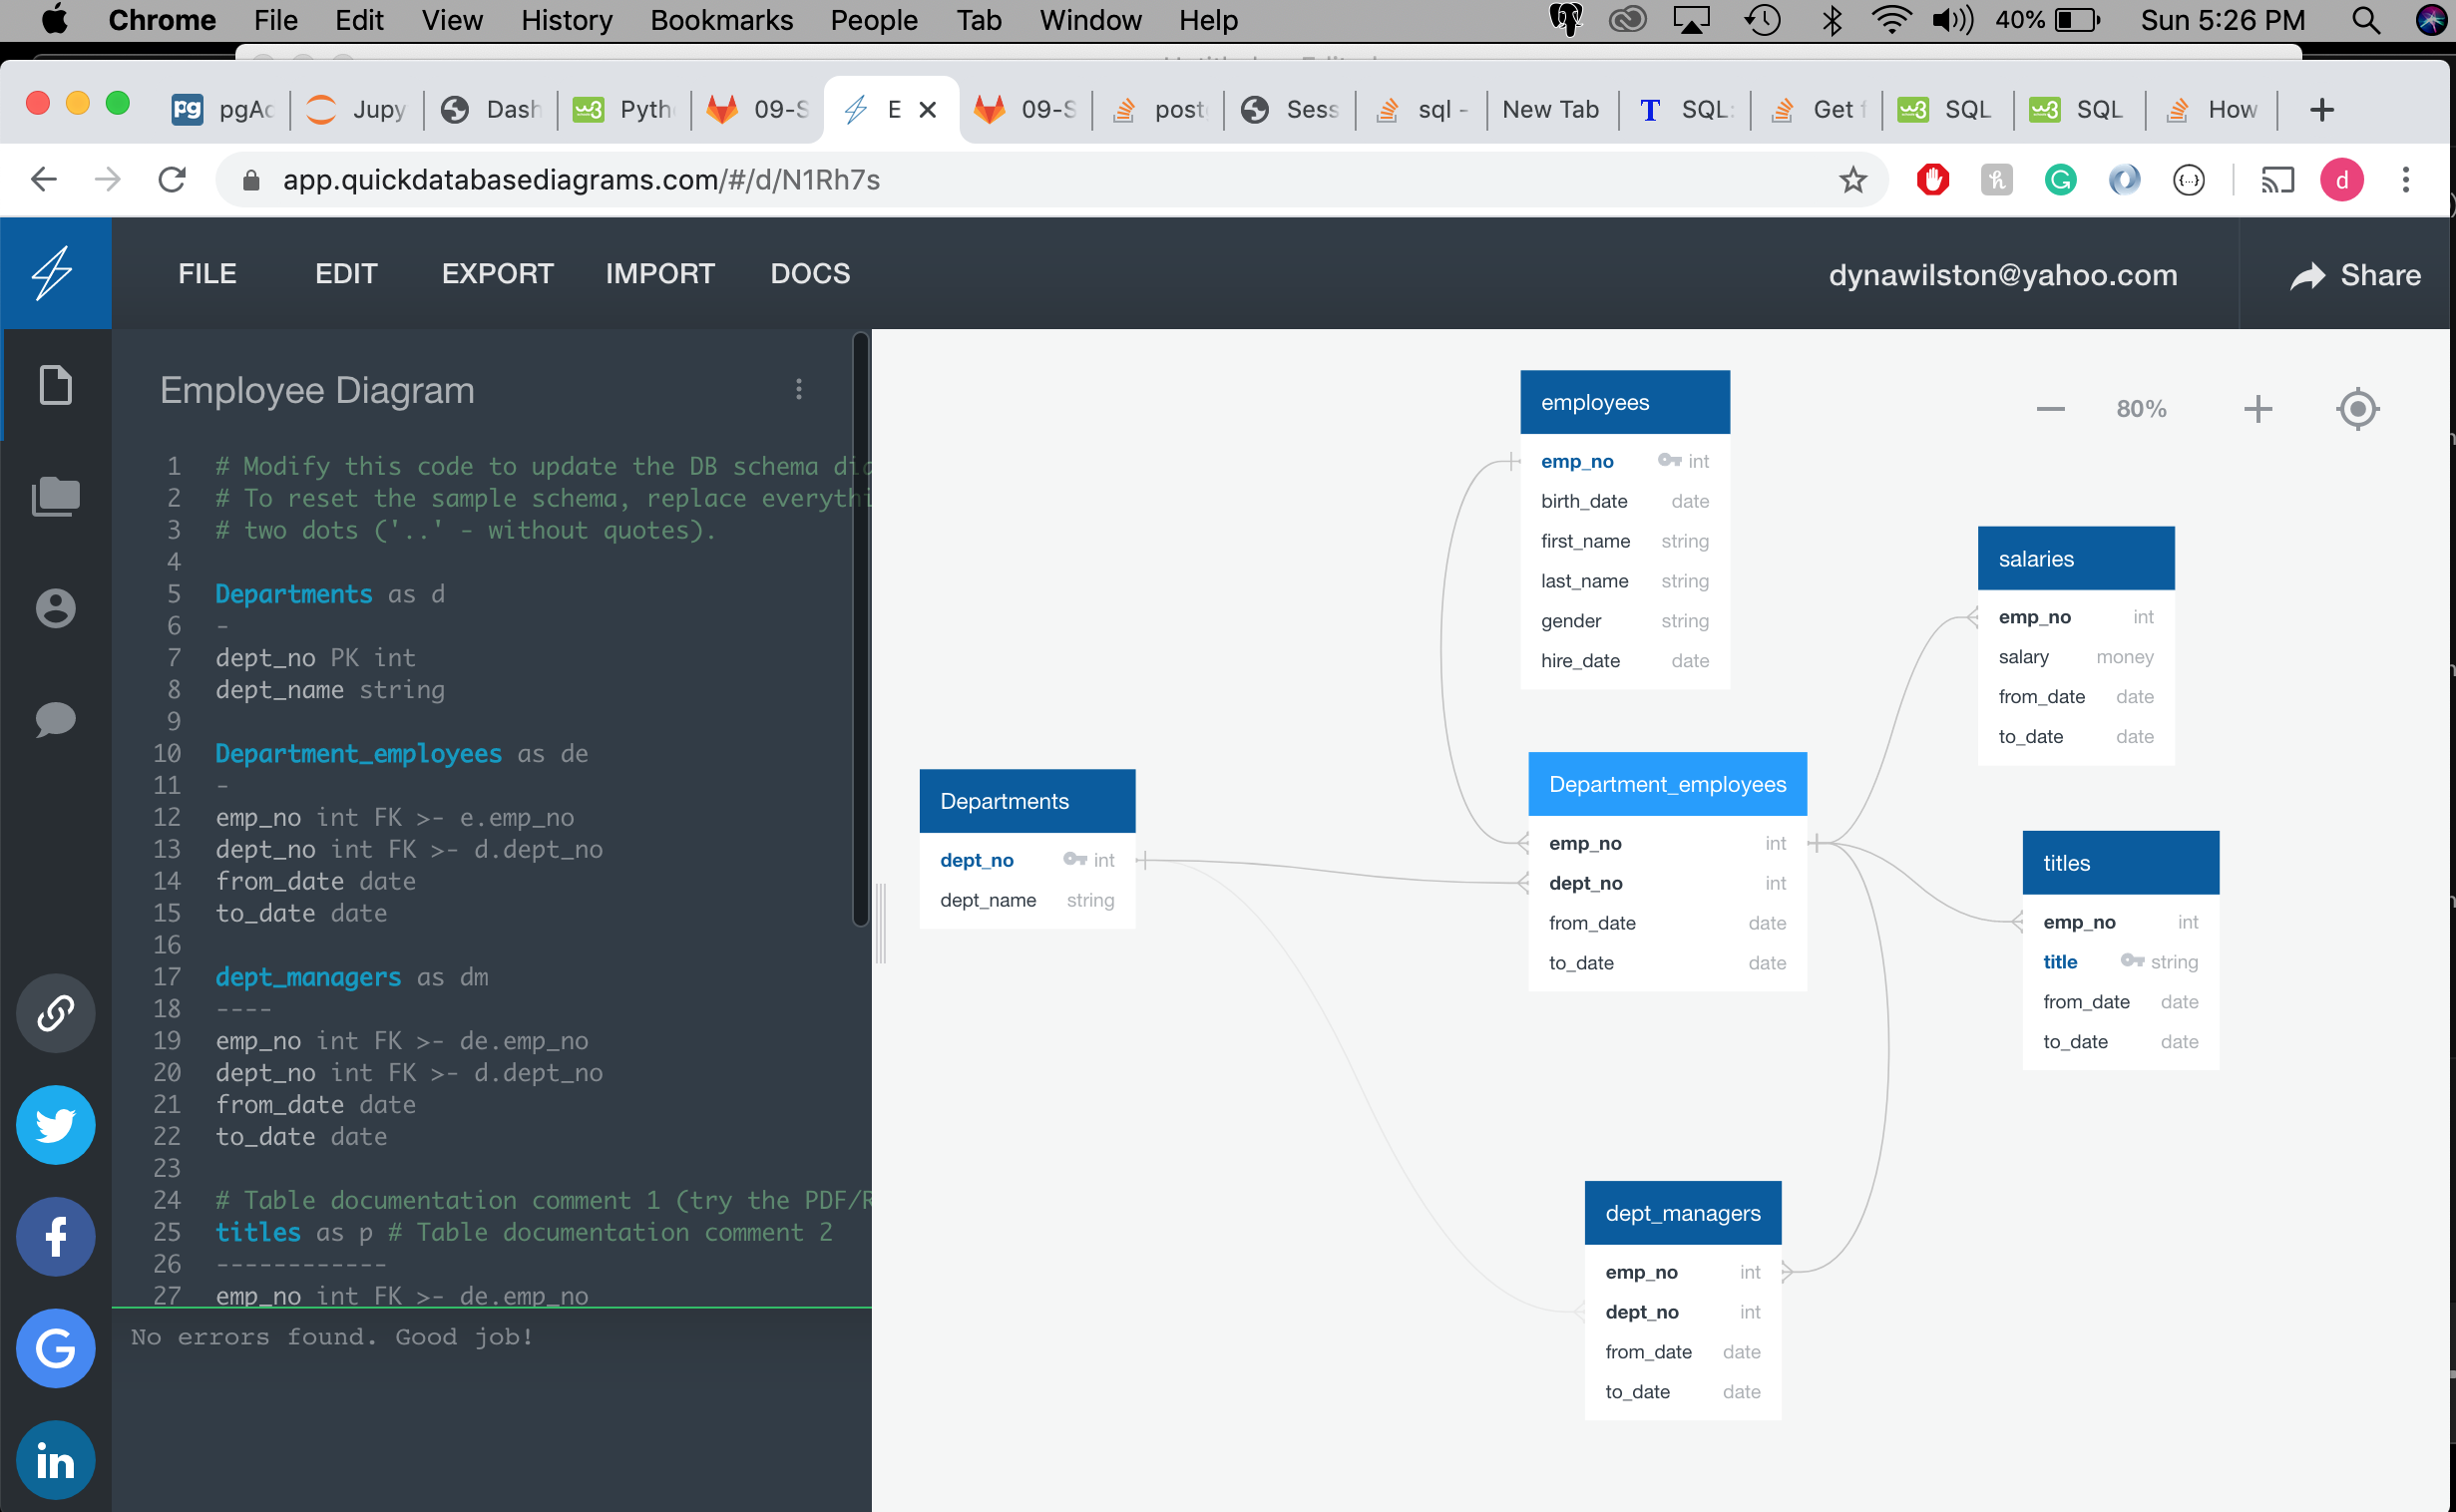 Chrome File Edit View History Bookmarks People Tab Window Help 40% Sun 5:26 PM
pgAd Jupy Dash Pyth 09-S E 09-S post Sess sql - New Tab SQL: Get f SQL SQL How
app.quickdatabasediagrams.com/#/d/N1Rh7s
d
FILE EDIT EXPORT IMPORT DOCS
dynawilston@yahoo.com Share
Employee Diagram
1 # Modify this code to update the DB schema dia
2 # To reset the sample schema, replace everythi
3 # two dots ('..' - without quotes).
4
5 Departments as d
6 -
7 dept_no PK int
8 dept_name string
9
10 Department_employees as de
11 -
12 emp_no int FK >- e.emp_no
13 dept_no int FK >- d.dept_no
14 from_date date
15 to_date date
16
17 dept_managers as dm
18 ----
19 emp_no int FK >- de.emp_no
20 dept_no int FK >- d.dept_no
21 from_date date
22 to_date date
23
24 # Table documentation comment 1 (try the PDF/R
25 titles as p # Table documentation comment 2
26 ------------
27 emp_no int FK >- de.emp_no
No errors found. Good job!
80%
employees
emp_no int
birth_date date
first_name string
last_name string
gender string
hire_date date
salaries
emp_no int
salary money
from_date date
to_date date
Departments
dept_no int
dept_name string
Department_employees
emp_no int
dept_no int
from_date date
to_date date
titles
emp_no int
title string
from_date date
to_date date
dept_managers
emp_no int
dept_no int
from_date date
to_date date